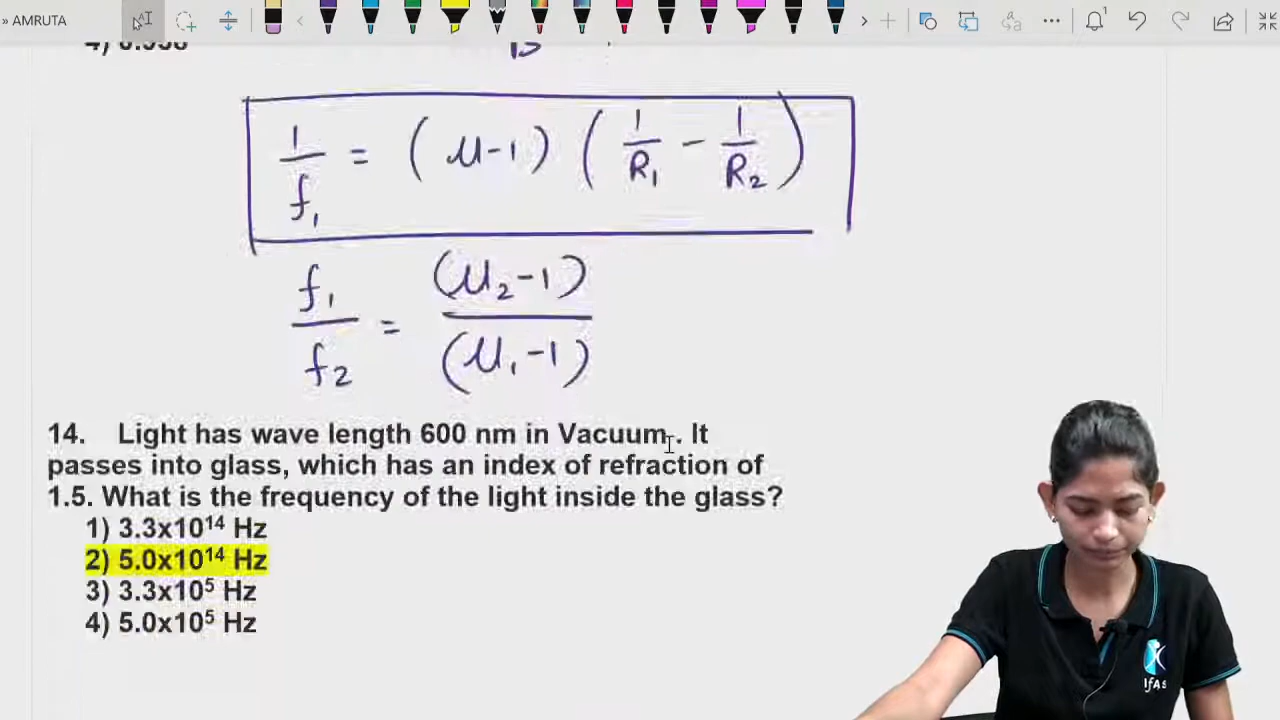 » AMRUTA
1/f₁ = (μ-1) (1/R₁ - 1/R₂)
f₁/f₂ = (μ₂-1)/(μ₁-1)
14. Light has wave length 600 nm in Vacuum . It
passes into glass, which has an index of refraction of
1.5. What is the frequency of the light inside the glass?
1) 3.3x10¹⁴ Hz
2) 5.0x10¹⁴ Hz
3) 3.3x10⁵ Hz
4) 5.0x10⁵ Hz
IFAS